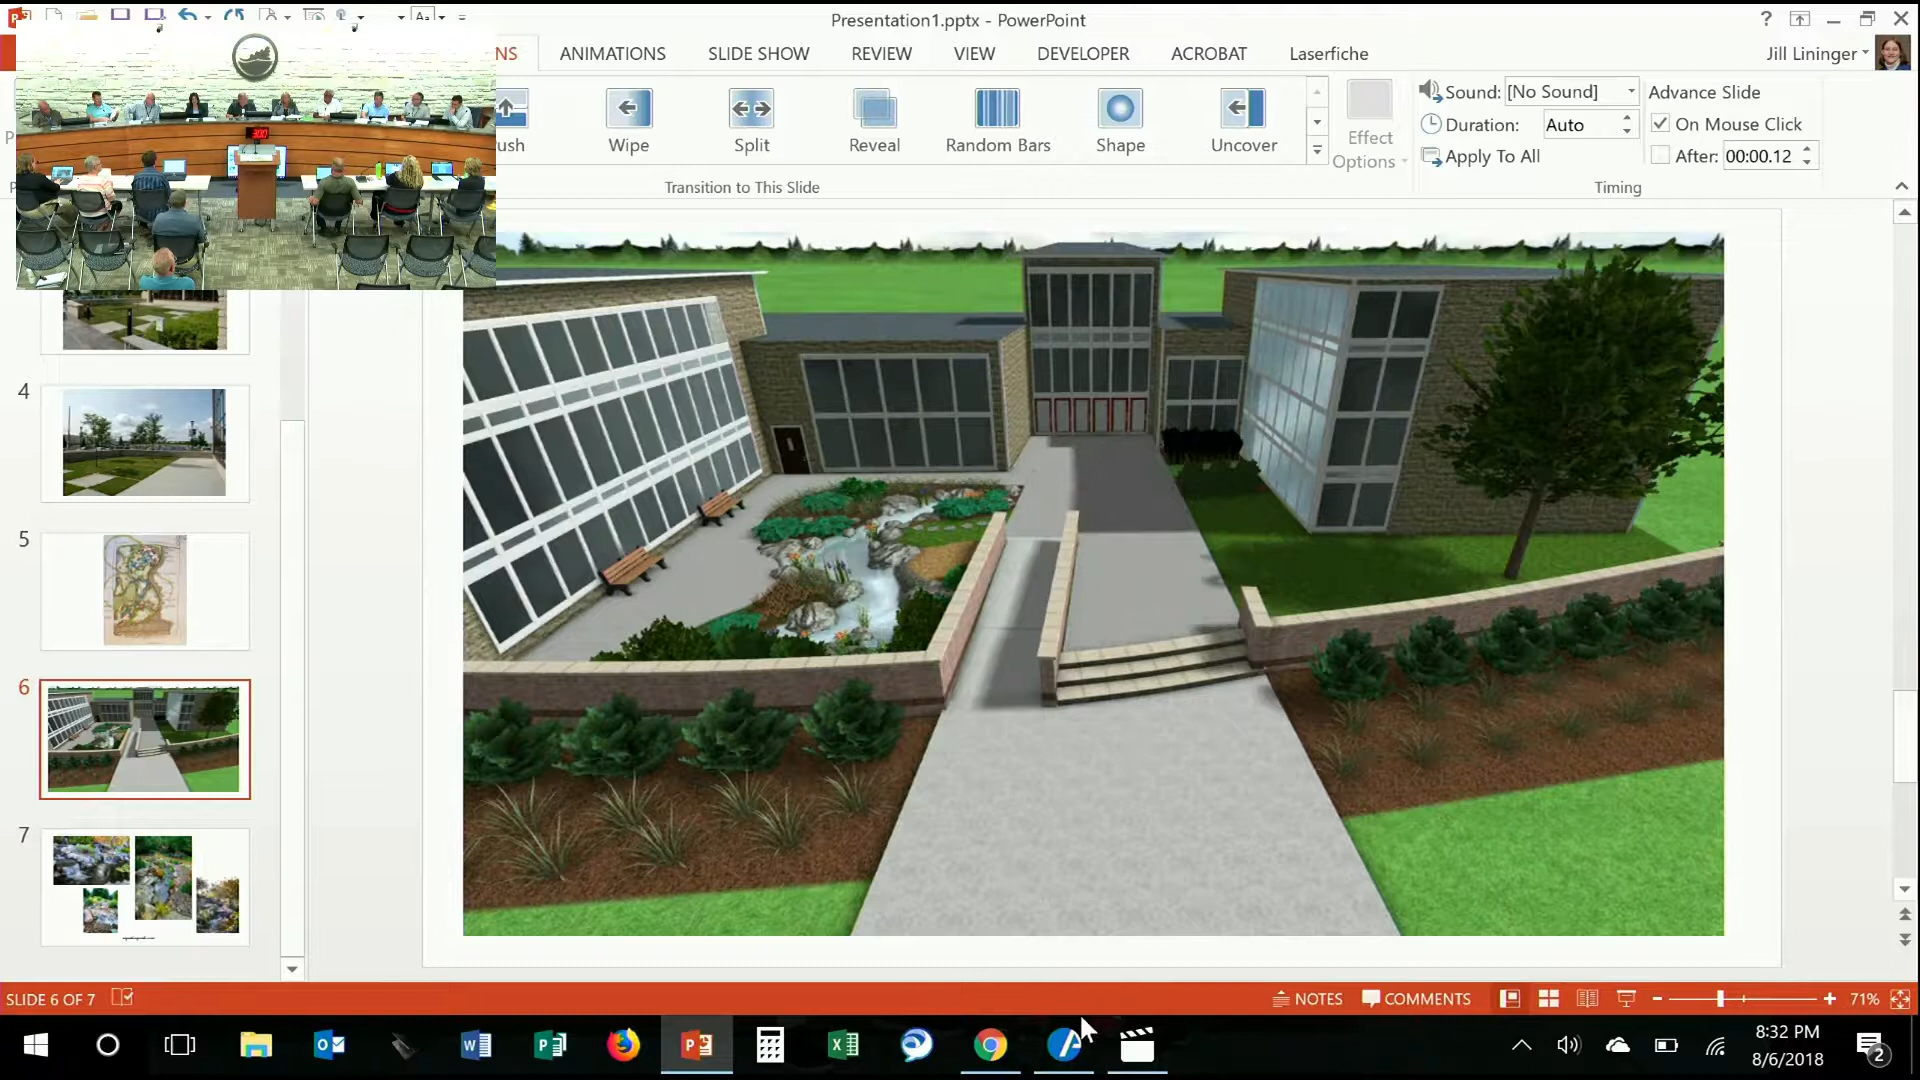 Presentation1.pptx - PowerPoint
?
NS ANIMATIONS SLIDE SHOW REVIEW VIEW DEVELOPER ACROBAT Laserfiche
Jill Lininger
ush Wipe Split Reveal Random Bars Shape Uncover
Effect
Options
Transition to This Slide
Sound: [No Sound]
Duration: Auto
Apply To All
Advance Slide
On Mouse Click
After: 00:00.12
Timing
4
5
6
7
SLIDE 6 OF 7
NOTES COMMENTS 71%
8:32 PM
8/6/2018
2